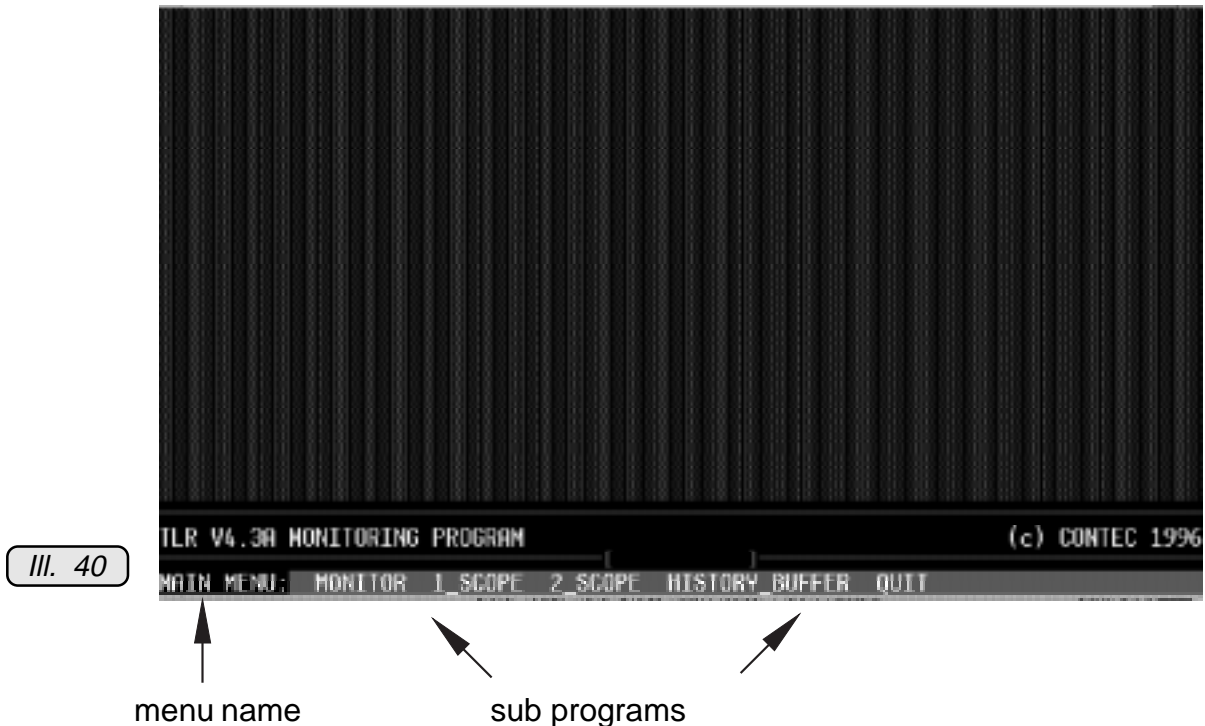 TLR V4.3A MONITORING PROGRAM (c) CONTEC 1996
Ill. 40
MAIN MENU: MONITOR 1_SCOPE 2_SCOPE HISTORY_BUFFER QUIT
menu name sub programs